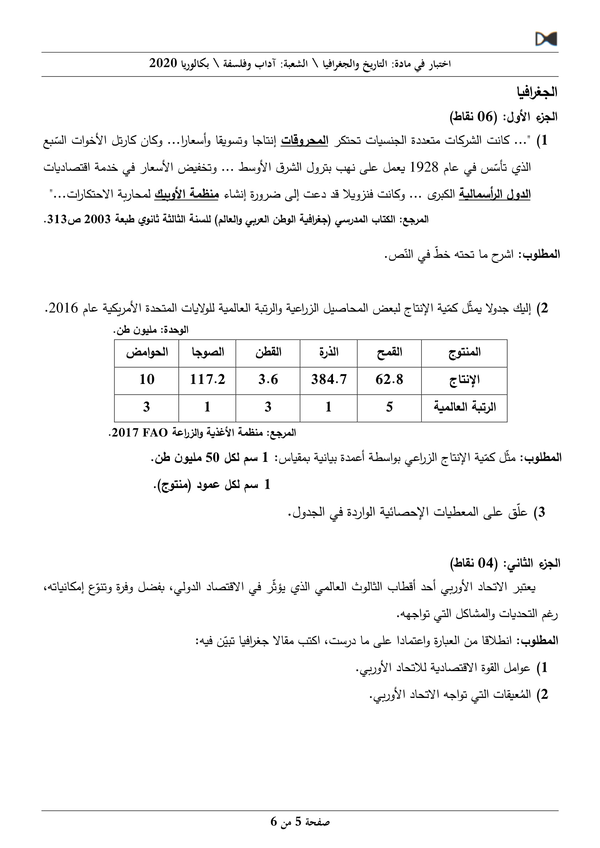 اختبار في مادة: التاريخ والجغرافيا \ الشعبة: آداب وفلسفة \ بكالوريا 2020
الجغرافيا
الجزء الأول: (06 نقاط)
1) "... كانت الشركات متعددة الجنسيات تحتكر المحروقات إنتاجا وتسويقا وأسعارا... وكان كارتل الأخوات السّبع
الذي تأسّس في عام 1928 يعمل على نهب بترول الشرق الأوسط ... وتخفيض الأسعار في خدمة اقتصاديات
الدول الرأسمالية الكبرى ... وكانت فنزويلا قد دعت إلى ضرورة إنشاء منظمة الأوبيك لمحاربة الاحتكارات..."
المرجع: الكتاب المدرسي (جغرافية الوطن العربي والعالم) للسنة الثالثة ثانوي طبعة 2003 ص313.
المطلوب: اشرح ما تحته خطّ في النّص.
2) إليك جدولا يمثّل كمّية الإنتاج لبعض المحاصيل الزراعية والرتبة العالمية للولايات المتحدة الأمريكية عام 2016.
الوحدة: مليون طن.
المنتوج القمح الذرة القطن الصوجا الحوامض
الإنتاج 62.8 384.7 3.6 117.2 10
الرتبة العالمية 5 1 3 1 3
المرجع: منظمة الأغذية والزراعة FAO 2017.
المطلوب: مثّل كمّية الإنتاج الزراعي بواسطة أعمدة بيانية بمقياس: 1 سم لكل 50 مليون طن.
1 سم لكل عمود (منتوج).
3) علّق على المعطيات الإحصائية الواردة في الجدول.
الجزء الثاني: (04 نقاط)
يعتبر الاتحاد الأوربي أحد أقطاب الثالوث العالمي الذي يؤثّر في الاقتصاد الدولي، بفضل وفرة وتنوّع إمكانياته،
رغم التحديات والمشاكل التي تواجهه.
المطلوب: انطلاقا من العبارة واعتمادا على ما درست، اكتب مقالا جغرافيا تبيّن فيه:
1) عوامل القوة الاقتصادية للاتحاد الأوربي.
2) المُعيقات التي تواجه الاتحاد الأوربي.
صفحة 5 من 6